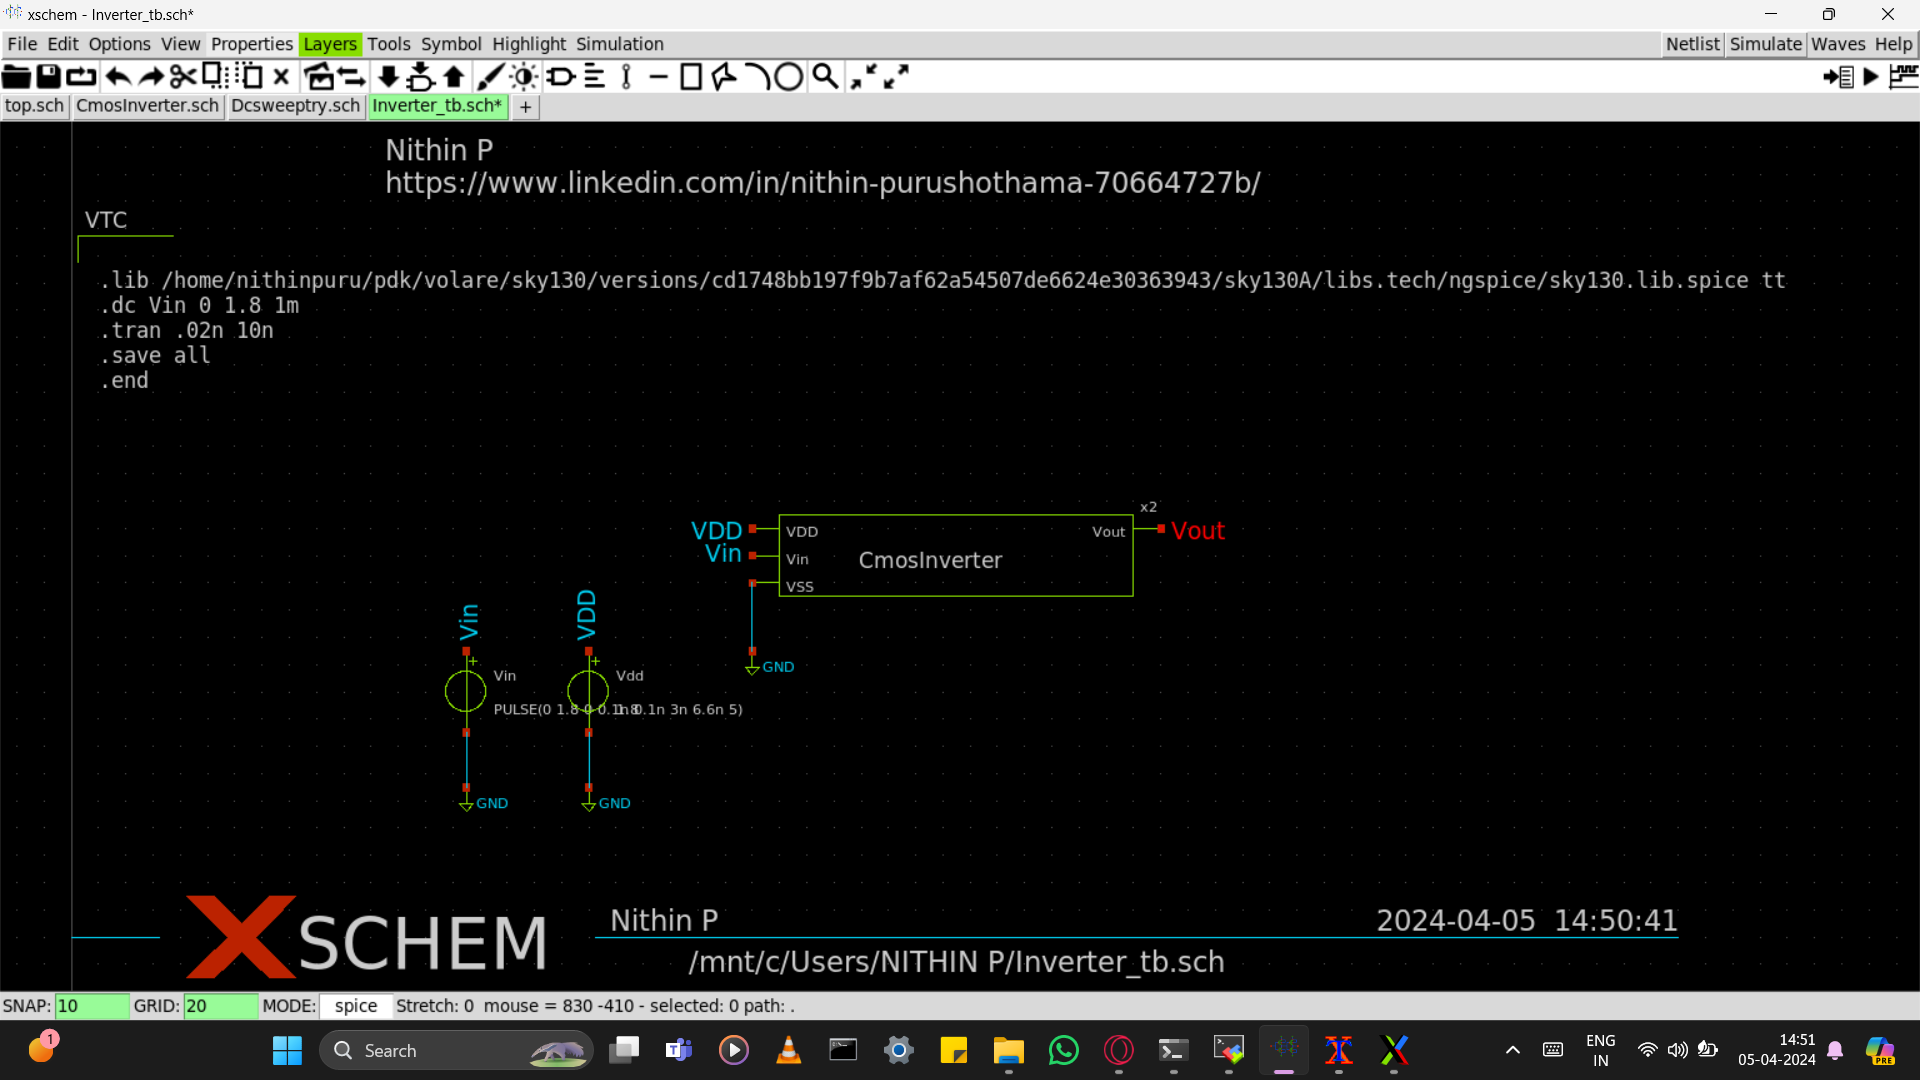 xschem - Inverter_tb.sch*
File Edit Options View Properties Layers Tools Symbol Highlight Simulation Netlist Simulate Waves Help
top.sch CmosInverter.sch Dcsweeptry.sch Inverter_tb.sch* +
Nithin P
https://www.linkedin.com/in/nithin-purushothama-70664727b/
VTC
.lib /home/nithinpuru/pdk/volare/sky130/versions/cd1748bb197f9b7af62a54507de6624e30363943/sky130A/libs.tech/ngspice/sky130.lib.spice tt
.dc Vin 0 1.8 1m
.tran .02n 10n
.save all
.end
x2
VDD VDD Vout Vout
Vin Vin CmosInverter
VSS
Vin VDD
GND
+ +
Vin Vdd
PULSE(0 1.8 0 0.1n 0.1n 3n 6.6n 5) 1.8
GND GND
XSCHEM
Nithin P 2024-04-05 14:50:41
/mnt/c/Users/NITHIN P/Inverter_tb.sch
SNAP: 10 GRID: 20 MODE: spice Stretch: 0 mouse = 830 -410 - selected: 0 path: .
1
Search
ENG
IN
14:51
05-04-2024
PRE